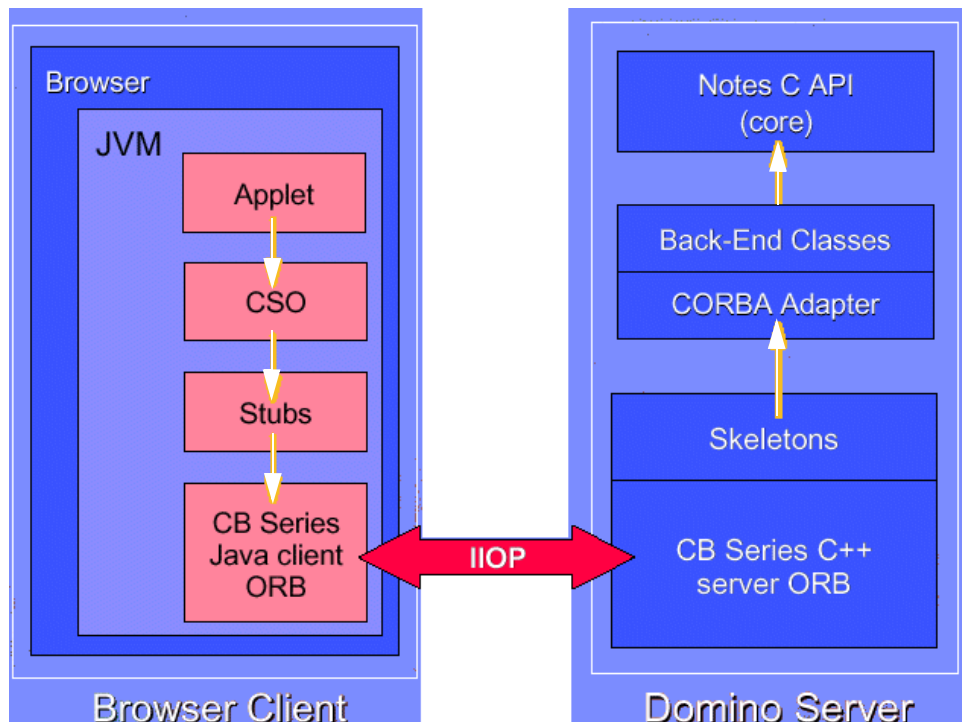 Browser
JVM
Applet
CSO
Stubs
CB Series
Java client
ORB
Browser Client
IIOP
Notes C API
(core)
Back-End Classes
CORBA Adapter
Skeletons
CB Series C++
server ORB
Domino Server